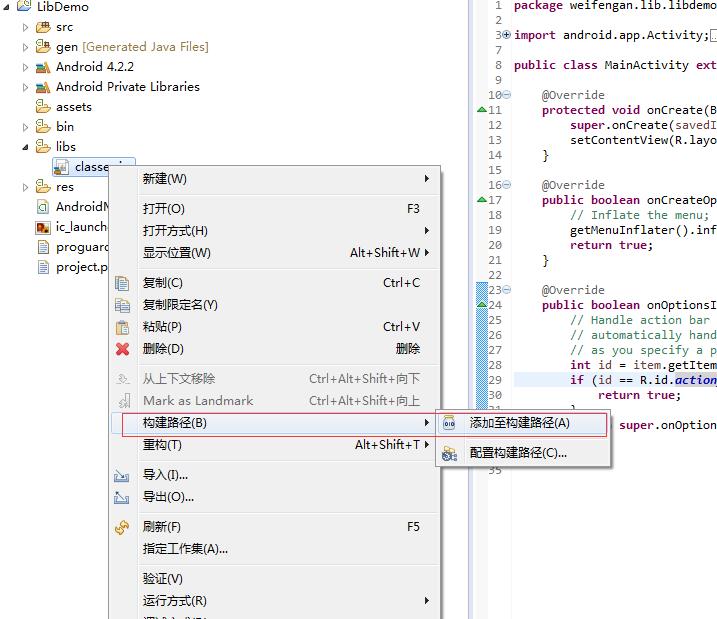 LibDemo
src
gen [Generated Java Files]
Android 4.2.2
Android Private Libraries
assets
bin
libs
res
project.p
新建(W)
打开(O) F3
打开方式(H)
显示位置(W) Alt+Shift+W
复制(C) Ctrl+C
复制限定名(Y)
粘贴(P) Ctrl+V
删除(D) 删除
从上下文移除 Ctrl+Alt+Shift+向下
Mark as Landmark Ctrl+Alt+Shift+向上
构建路径(B)
重构(T) Alt+Shift+T
导入(I)...
导出(O)...
刷新(F) F5
指定工作集(A)...
验证(V)
运行方式(R)
添加至构建路径(A)
配置构建路径(C)...
1 package weifengan.lib.libdemo
2
3 import android.app.Activity;
7
8 public class MainActivity ext
9
10 @Override
11 protected void onCreate(B
12 super.onCreate(savedI
13 setContentView(R.layo
14 }
15
16 @Override
17 public boolean onCreateOp
18 // Inflate the menu;
19 getMenuInflater().inf
20 return true;
21 }
22
23 @Override
24 public boolean onOptionsI
25 // Handle action bar
26 // automatically hand
27 // as you specify a p
28 int id = item.getItem
29 if (id == R.id.action
30 return true;
super.onOption
35